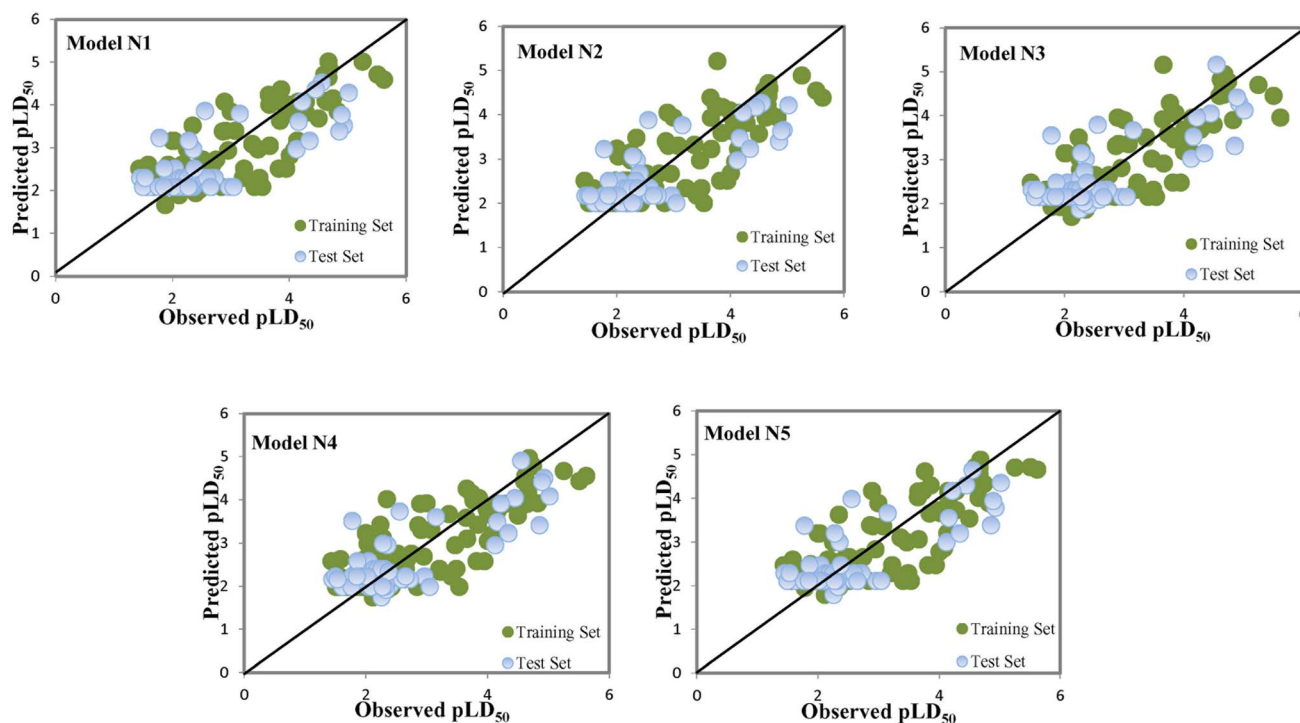 Model N1
Predicted pLD₅₀
6
5
4
3
2
1
0
Training Set
Test Set
0 2 4 6
Observed pLD₅₀
Model N2
Predicted pLD₅₀
6
5
4
3
2
1
0
Training Set
Test Set
0 2 4 6
Observed pLD₅₀
Model N3
Predicted pLD₅₀
6
5
4
3
2
1
0
Training Set
Test Set
0 2 4 6
Observed pLD₅₀
Model N4
Predicted pLD₅₀
6
5
4
3
2
1
0
Training Set
Test Set
0 2 4 6
Observed pLD₅₀
Model N5
Predicted pLD₅₀
6
5
4
3
2
1
0
Training Set
Test Set
0 2 4 6
Observed pLD₅₀